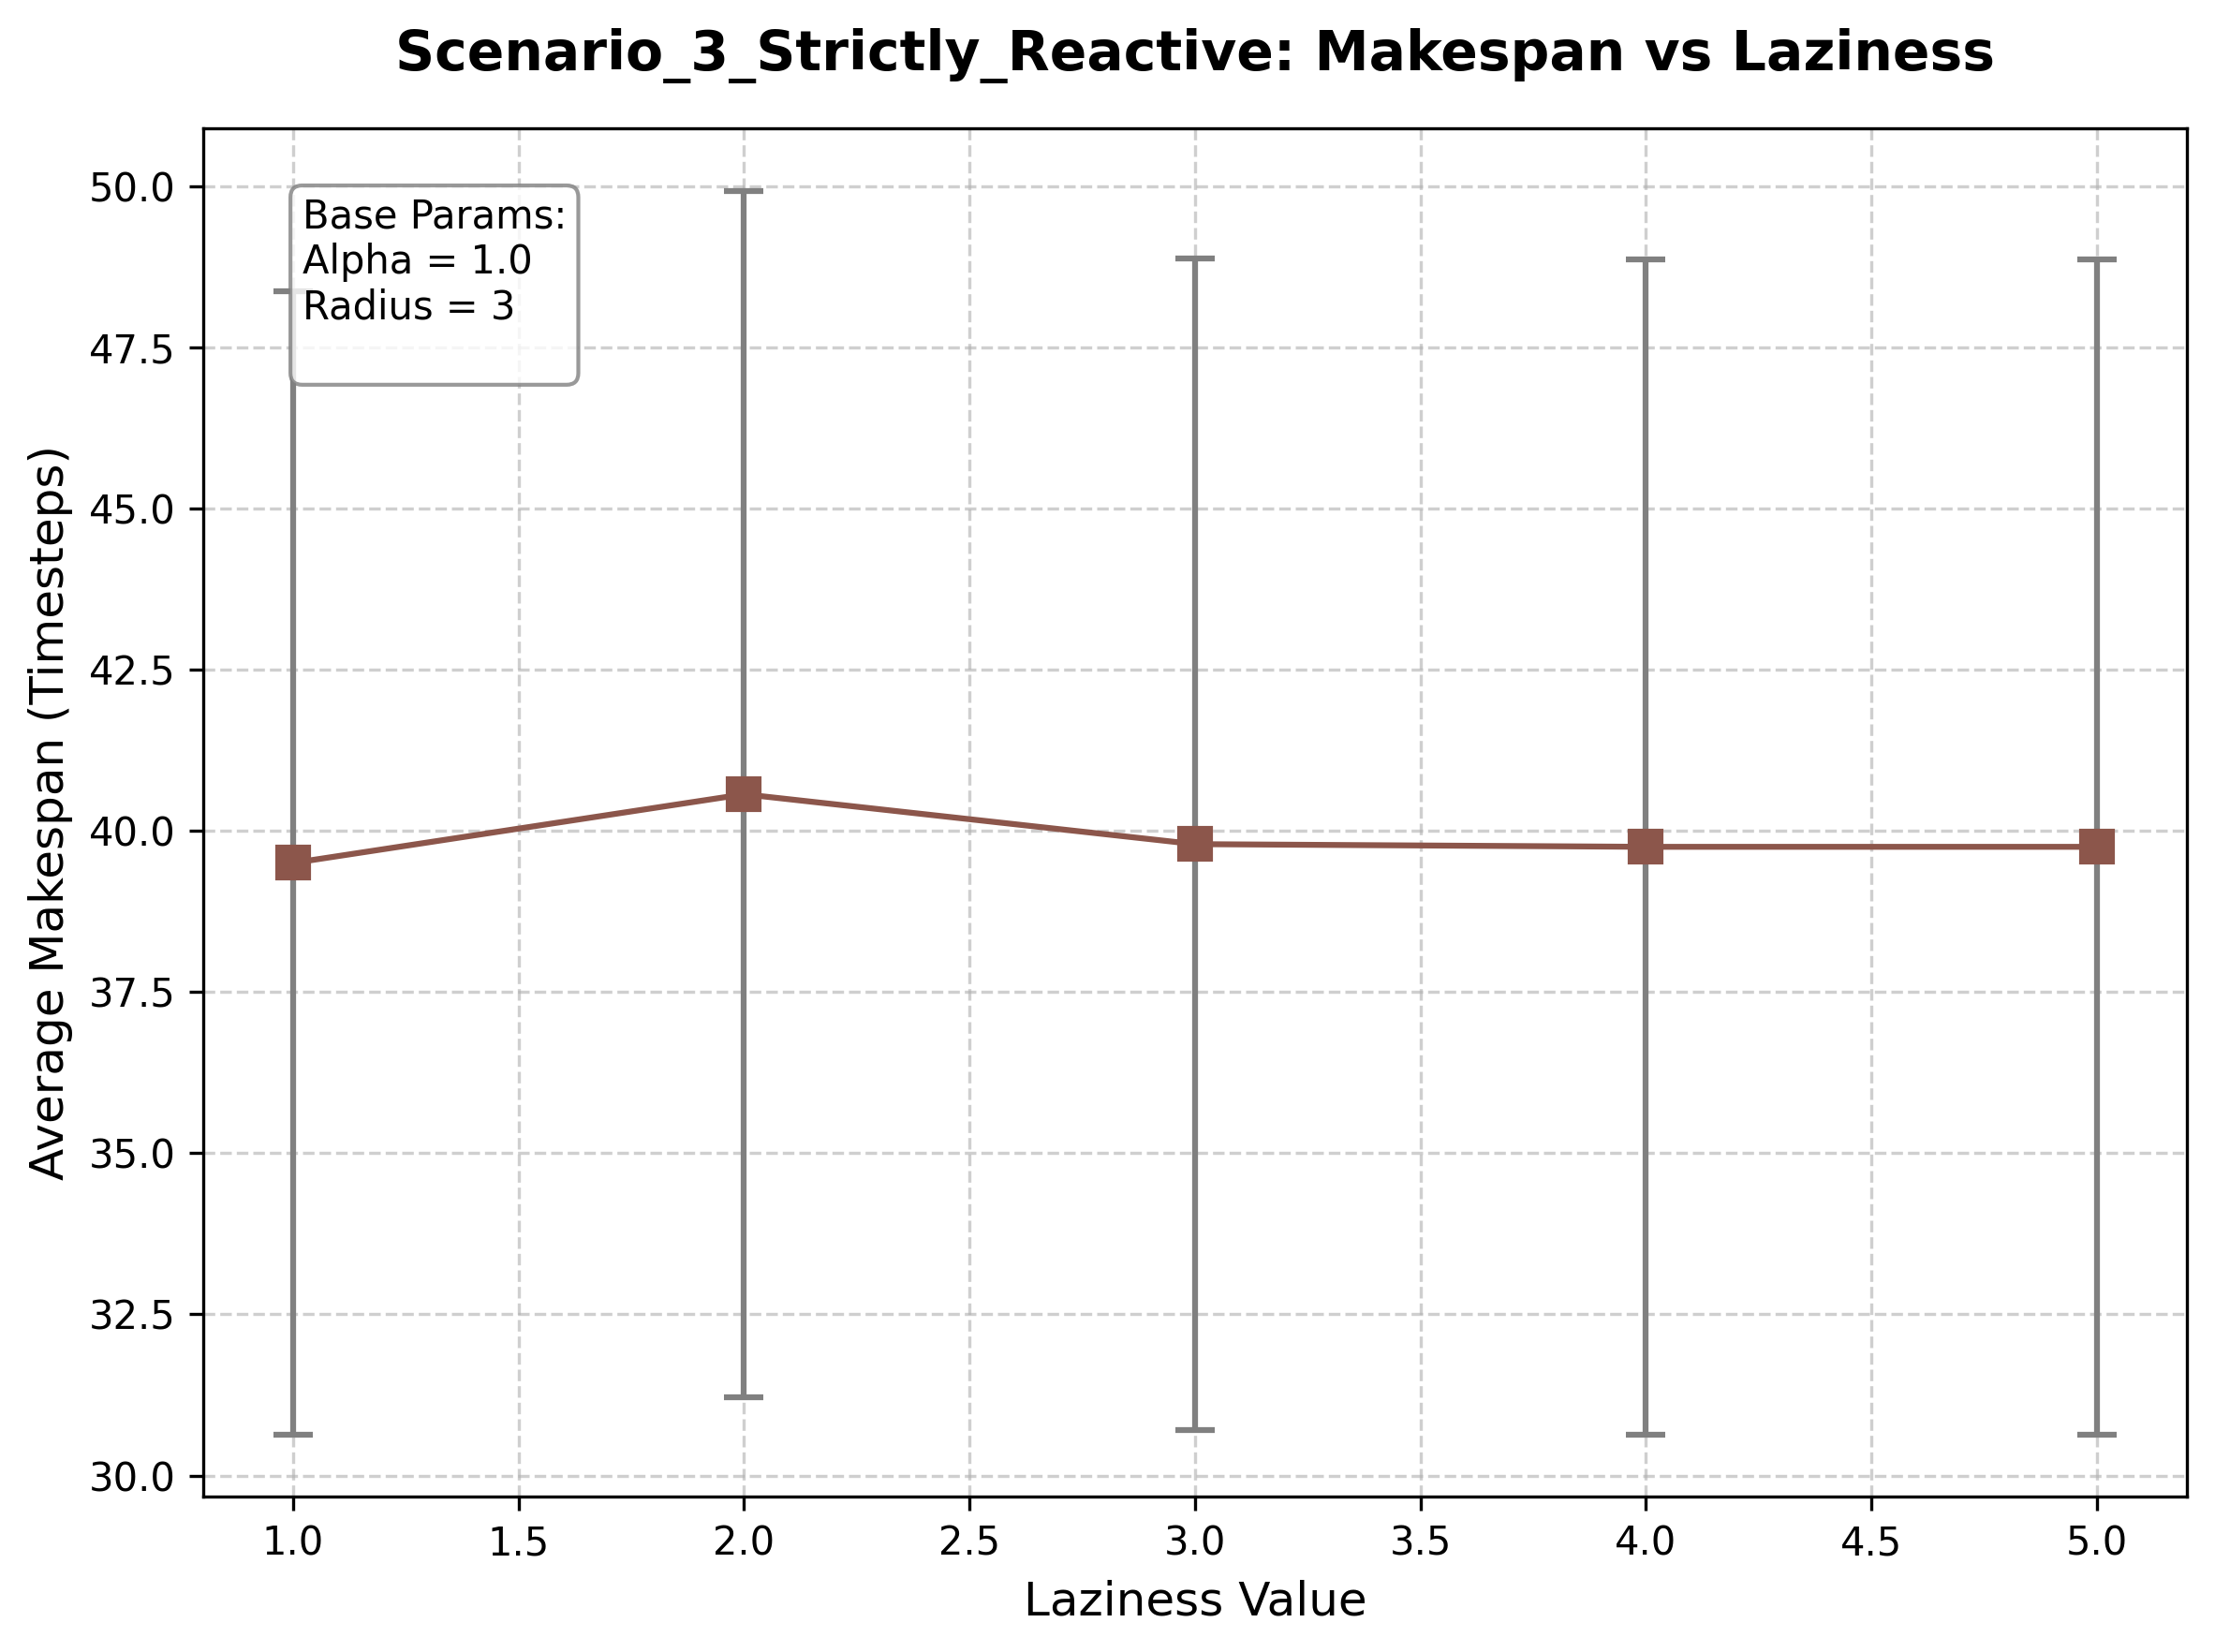 Scenario_3_Strictly_Reactive: Makespan vs Laziness
Base Params:
Alpha = 1.0
Radius = 3
Average Makespan (Timesteps)
50.0
47.5
45.0
42.5
40.0
37.5
35.0
32.5
30.0
1.0 1.5 2.0 2.5 3.0 3.5 4.0 4.5 5.0
Laziness Value